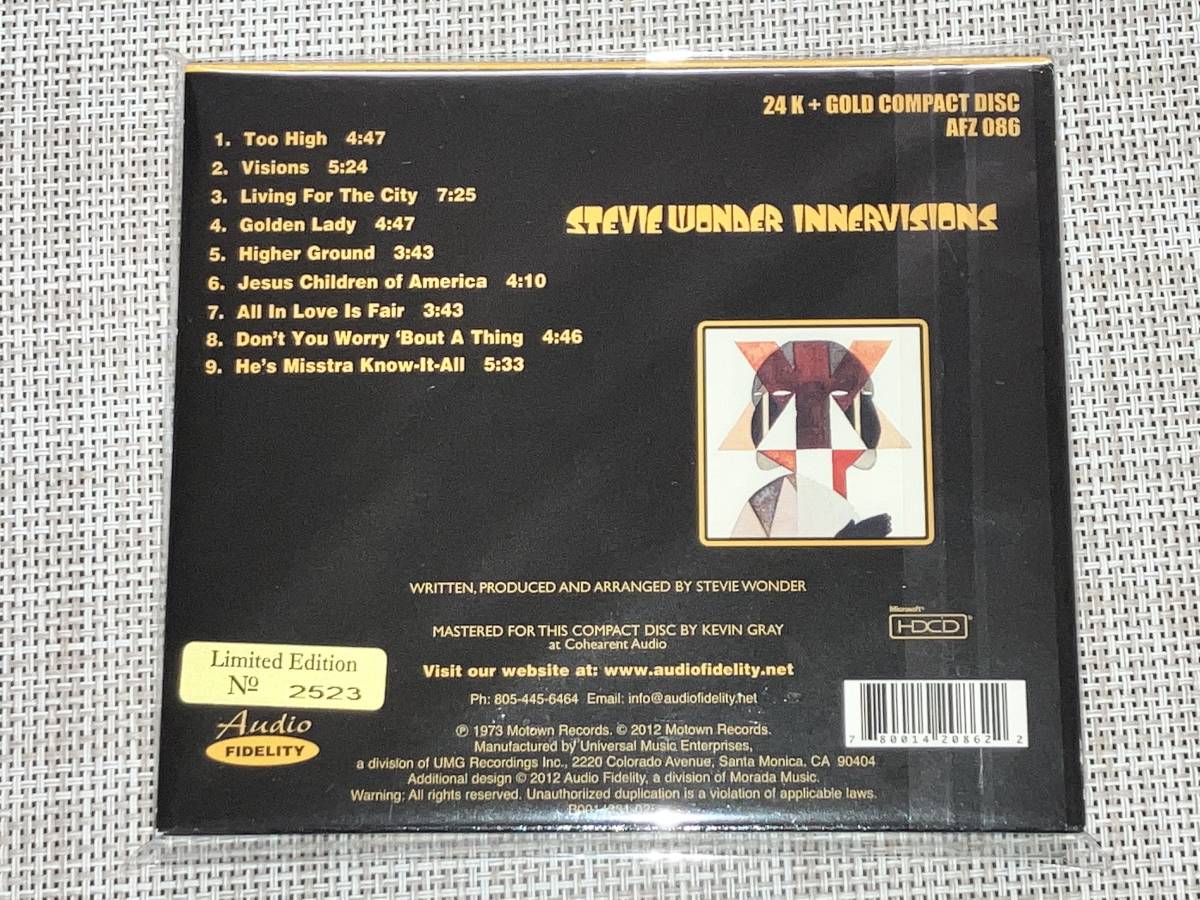 24 K + GOLD COMPACT DISC
AFZ 086
1. Too High 4:47
2. Visions 5:24
3. Living For The City 7:25
4. Golden Lady 4:47
5. Higher Ground 3:43
6. Jesus Children of America 4:10
7. All In Love Is Fair 3:43
8. Don't You Worry ‘Bout A Thing 4:46
9. He's Misstra Know-It-All 5:33
STEVIE WONDER INNERVISIONS
WRITTEN, PRODUCED AND ARRANGED BY STEVIE WONDER
Microsoft
HDCD
MASTERED FOR THIS COMPACT DISC BY KEVIN GRAY
at Cohearent Audio
Visit our website at: www.audiofidelity.net
Limited Edition
Nº 2523
Ph: 805-445-6464 Email: info@audiofidelity.net
Audio
FIDELITY
℗ 1973 Motown Records. © 2012 Motown Records.
Manufactured by Universal Music Enterprises,
a division of UMG Recordings Inc., 2220 Colorado Avenue, Santa Monica, CA 90404
Additional design © 2012 Audio Fidelity, a division of Morada Music.
Warning: All rights reserved. Unauthoriized duplication is a violation of applicable laws.
7 80014 20862 2